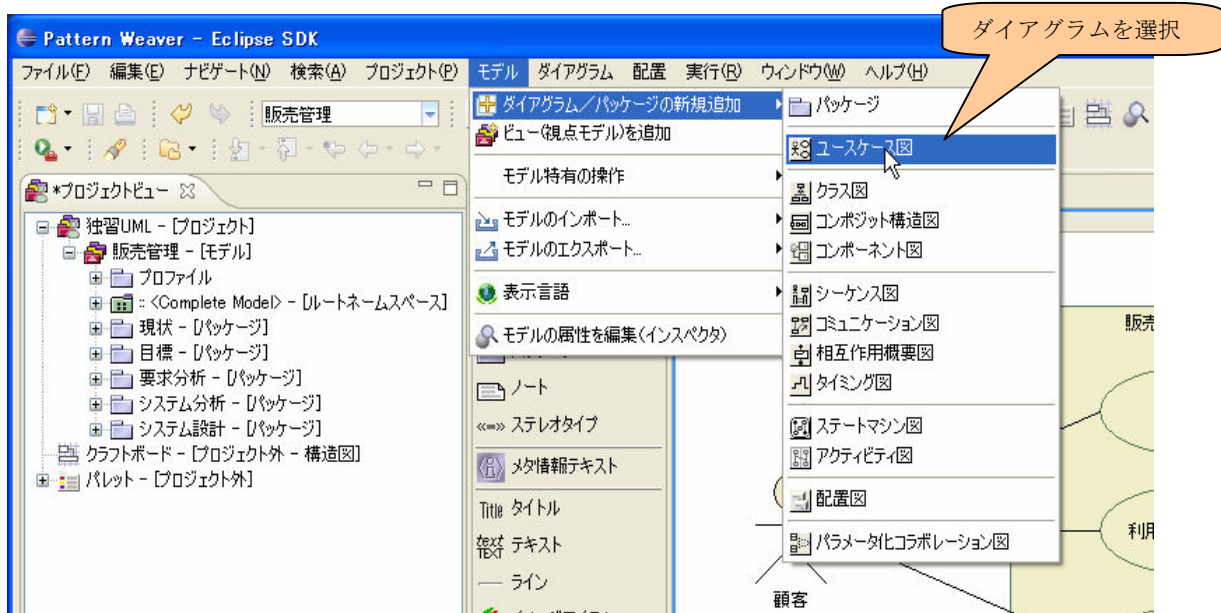 ダイアグラムを選択
Pattern Weaver - Eclipse SDK
ファイル(F) 編集(E) ナビゲート(N) 検索(A) プロジェクト(P) モデル ダイアグラム 配置 実行(R) ウィンドウ(W) ヘルプ(H)
販売管理
ダイアグラム／パッケージの新規追加
ビュー(視点モデル)を追加
モデル特有の操作
モデルのインポート...
モデルのエクスポート...
表示言語
モデルの属性を編集(インスペクタ)
パッケージ
ユースケース図
クラス図
コンポジット構造図
コンポーネント図
シーケンス図
コミュニケーション図
相互作用概要図
タイミング図
ステートマシン図
アクティビティ図
配置図
パラメータ化コラボレーション図
*プロジェクトビュー
独習UML - [プロジェクト]
販売管理 - [モデル]
プロファイル
:: <Complete Model> - [ルートネームスペース]
現状 - [パッケージ]
目標 - [パッケージ]
要求分析 - [パッケージ]
システム分析 - [パッケージ]
システム設計 - [パッケージ]
クラフトボード - [プロジェクト外 - 構造図]
パレット - [プロジェクト外]
ノート
«=» ステレオタイプ
メタ情報テキスト
Title タイトル
text TEXT テキスト
ライン
販売
利用
顧客